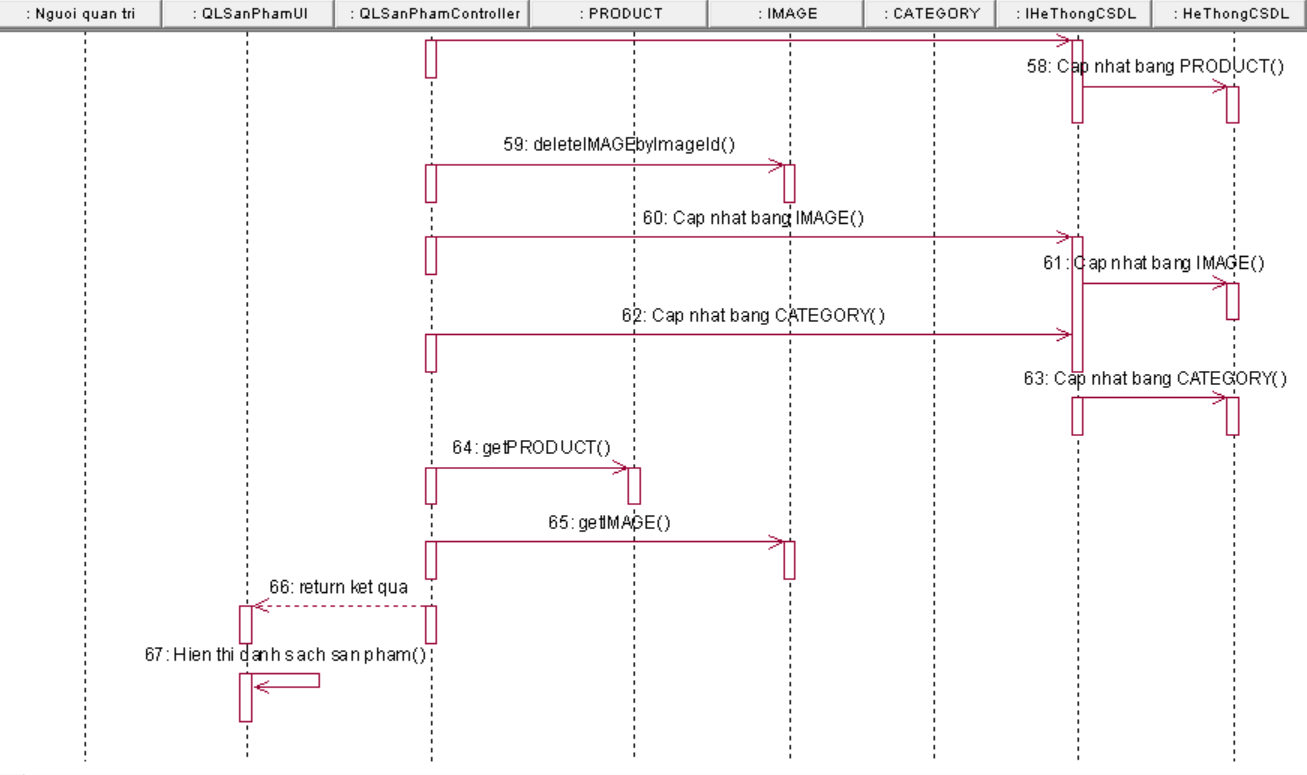 : Nguoi quan tri
: QLSanPhamUI
: QLSanPhamController
: PRODUCT
: IMAGE
: CATEGORY
: IHeThongCSDL
: HeThongCSDL
58: Cap nhat bang PRODUCT()
59: deleteIMAGEbyImageId()
60: Cap nhat bang IMAGE()
61: Cap nhat bang IMAGE()
62: Cap nhat bang CATEGORY()
63: Cap nhat bang CATEGORY()
64: getPRODUCT()
65: getIMAGE()
66: return ket qua
67: Hien thi danh sach san pham()